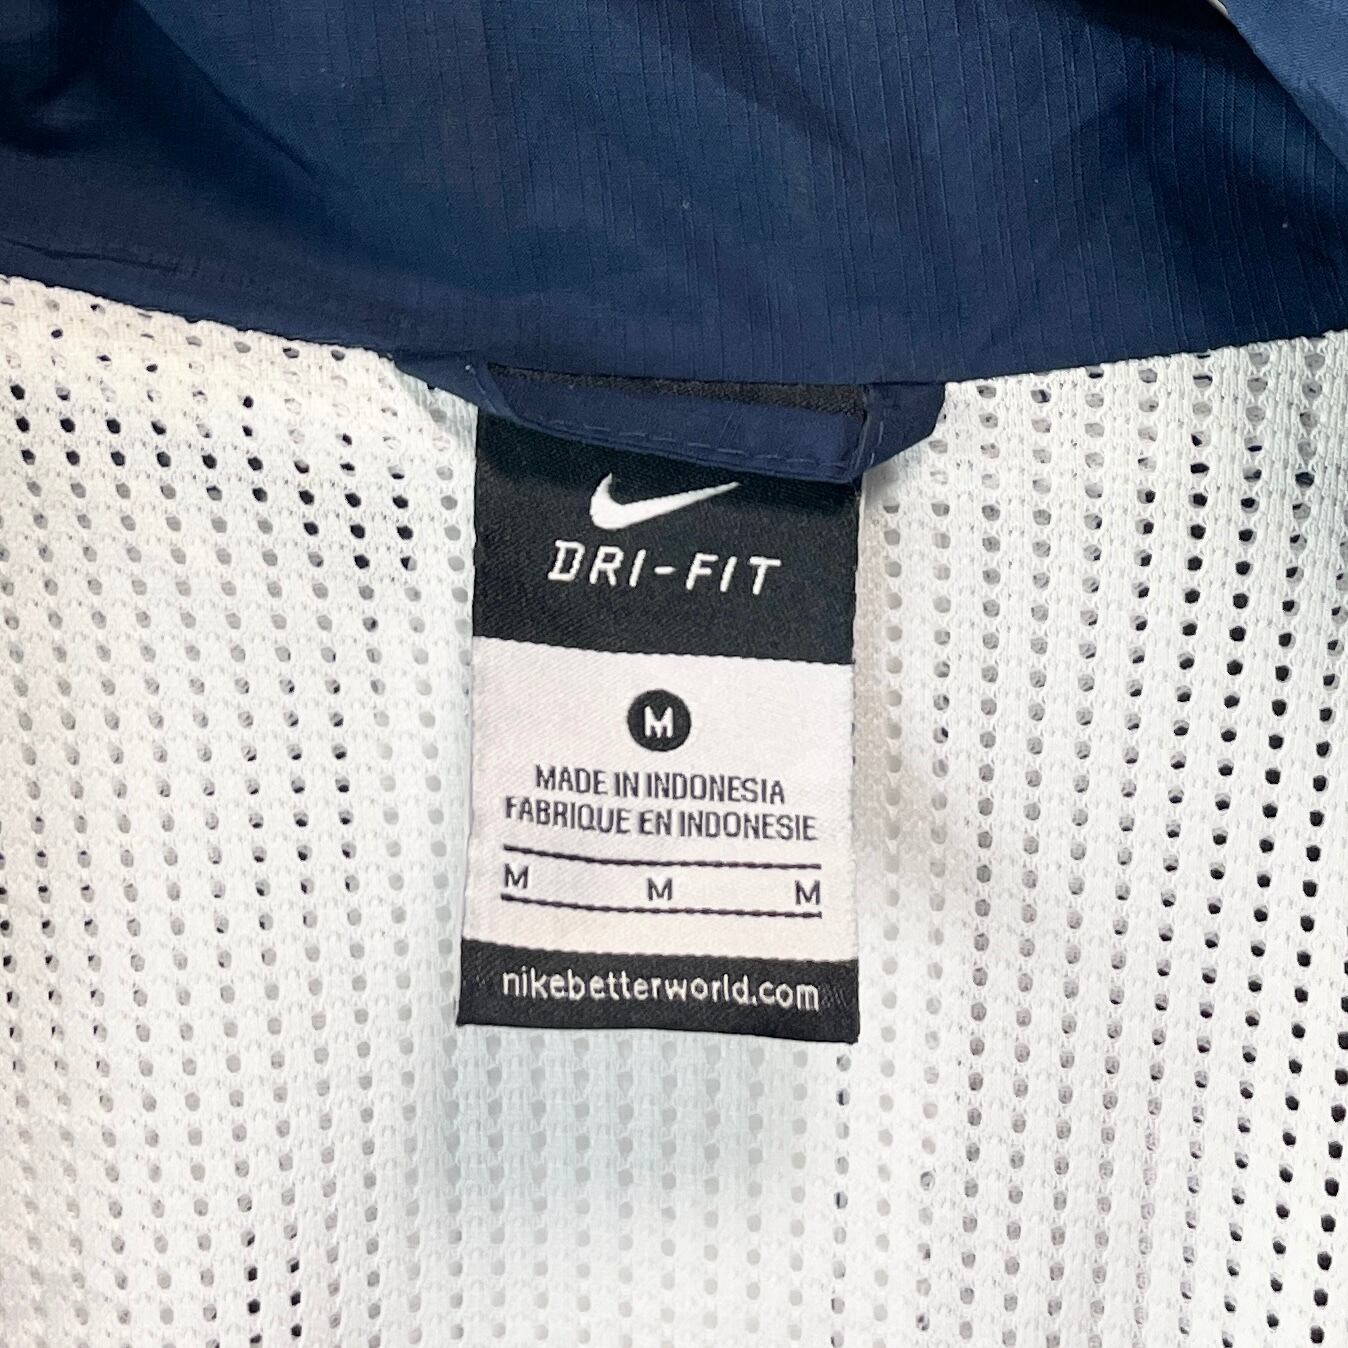 DRI-FIT
M
MADE IN INDONESIA
FABRIQUE EN INDONESIE
M M M
nikebetterworld.com